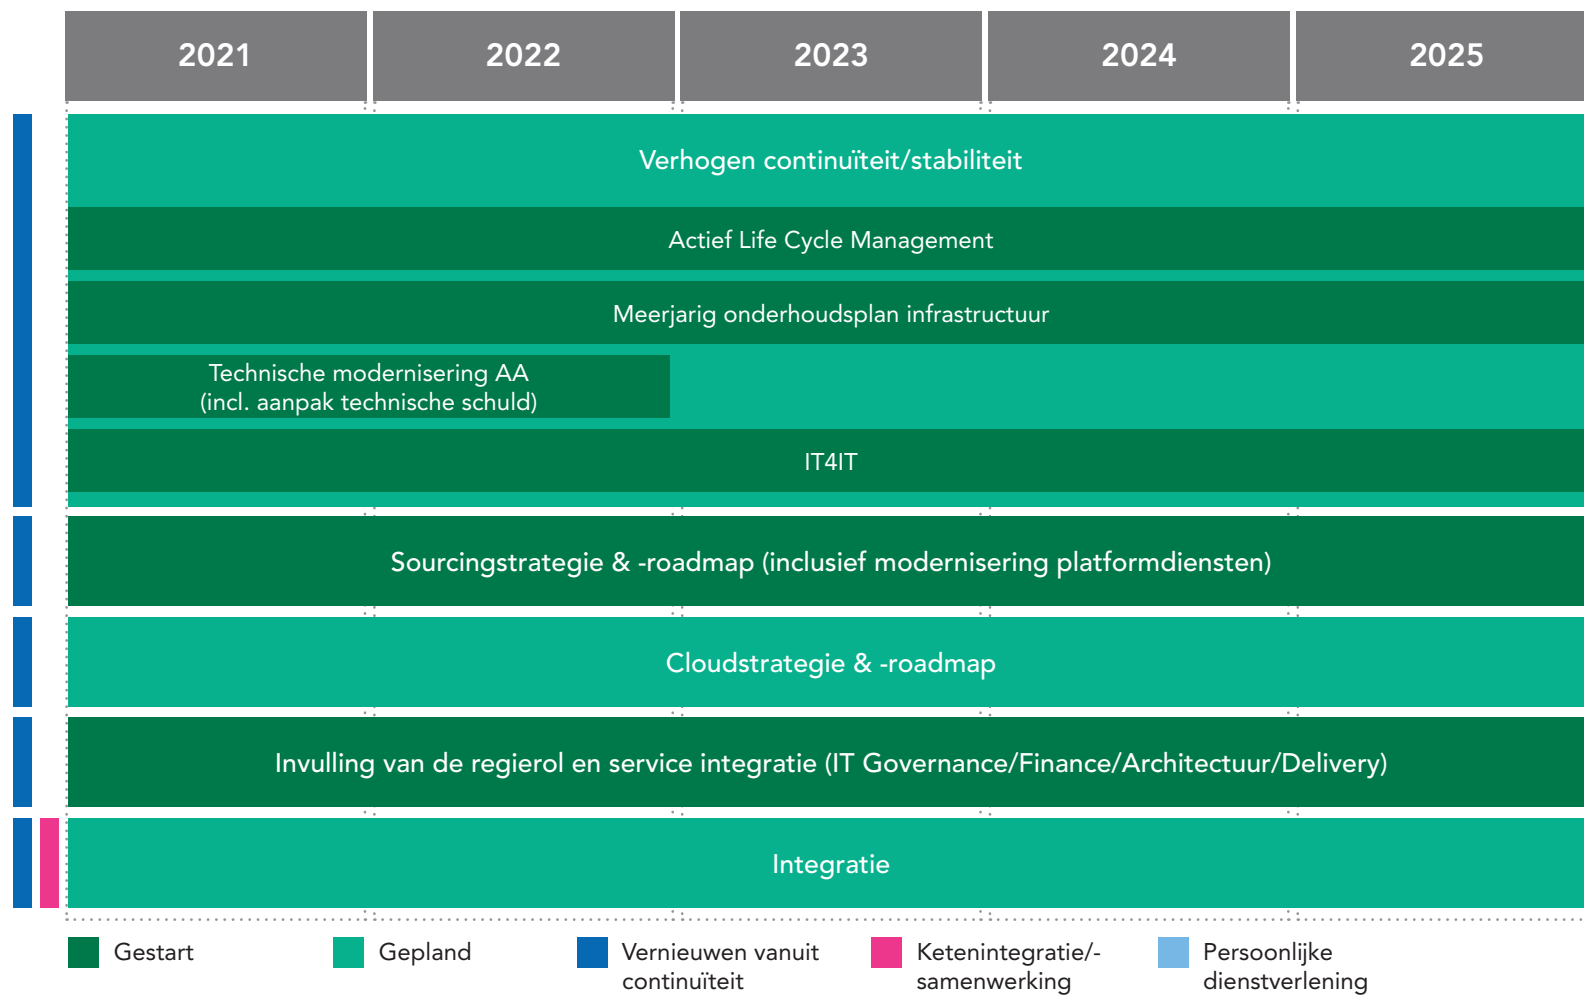 2021 2022 2023 2024 2025
Verhogen continuïteit/stabiliteit
Actief Life Cycle Management
Meerjarig onderhoudsplan infrastructuur
Technische modernisering AA
(incl. aanpak technische schuld)
IT4IT
Sourcingstrategie & -roadmap (inclusief modernisering platformdiensten)
Cloudstrategie & -roadmap
Invulling van de regierol en service integratie (IT Governance/Finance/Architectuur/Delivery)
Integratie
Gestart
Gepland
Vernieuwen vanuit
continuïteit
Ketenintegratie/-
samenwerking
Persoonlijke
dienstverlening